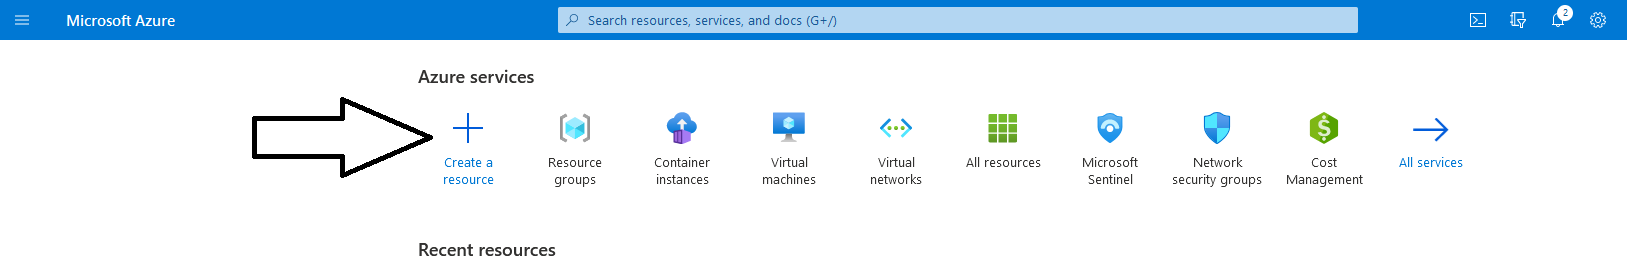 Microsoft Azure
Search resources, services, and docs (G+/)
2
Azure services
Create a
resource
Resource
groups
Container
instances
Virtual
machines
Virtual
networks
All resources
Microsoft
Sentinel
Network
security groups
Cost
Management
All services
Recent resources